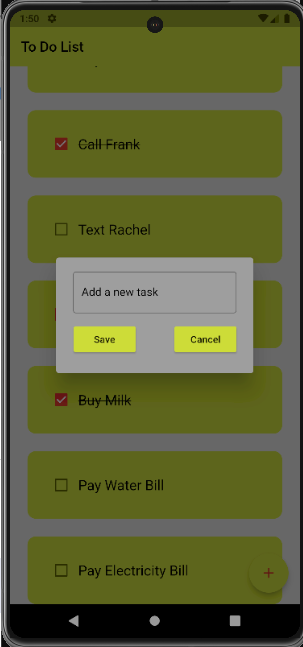 1:50
To Do List
Call Frank
Text Rachel
Add a new task
Save Cancel
Buy Milk
Pay Water Bill
Pay Electricity Bill
+